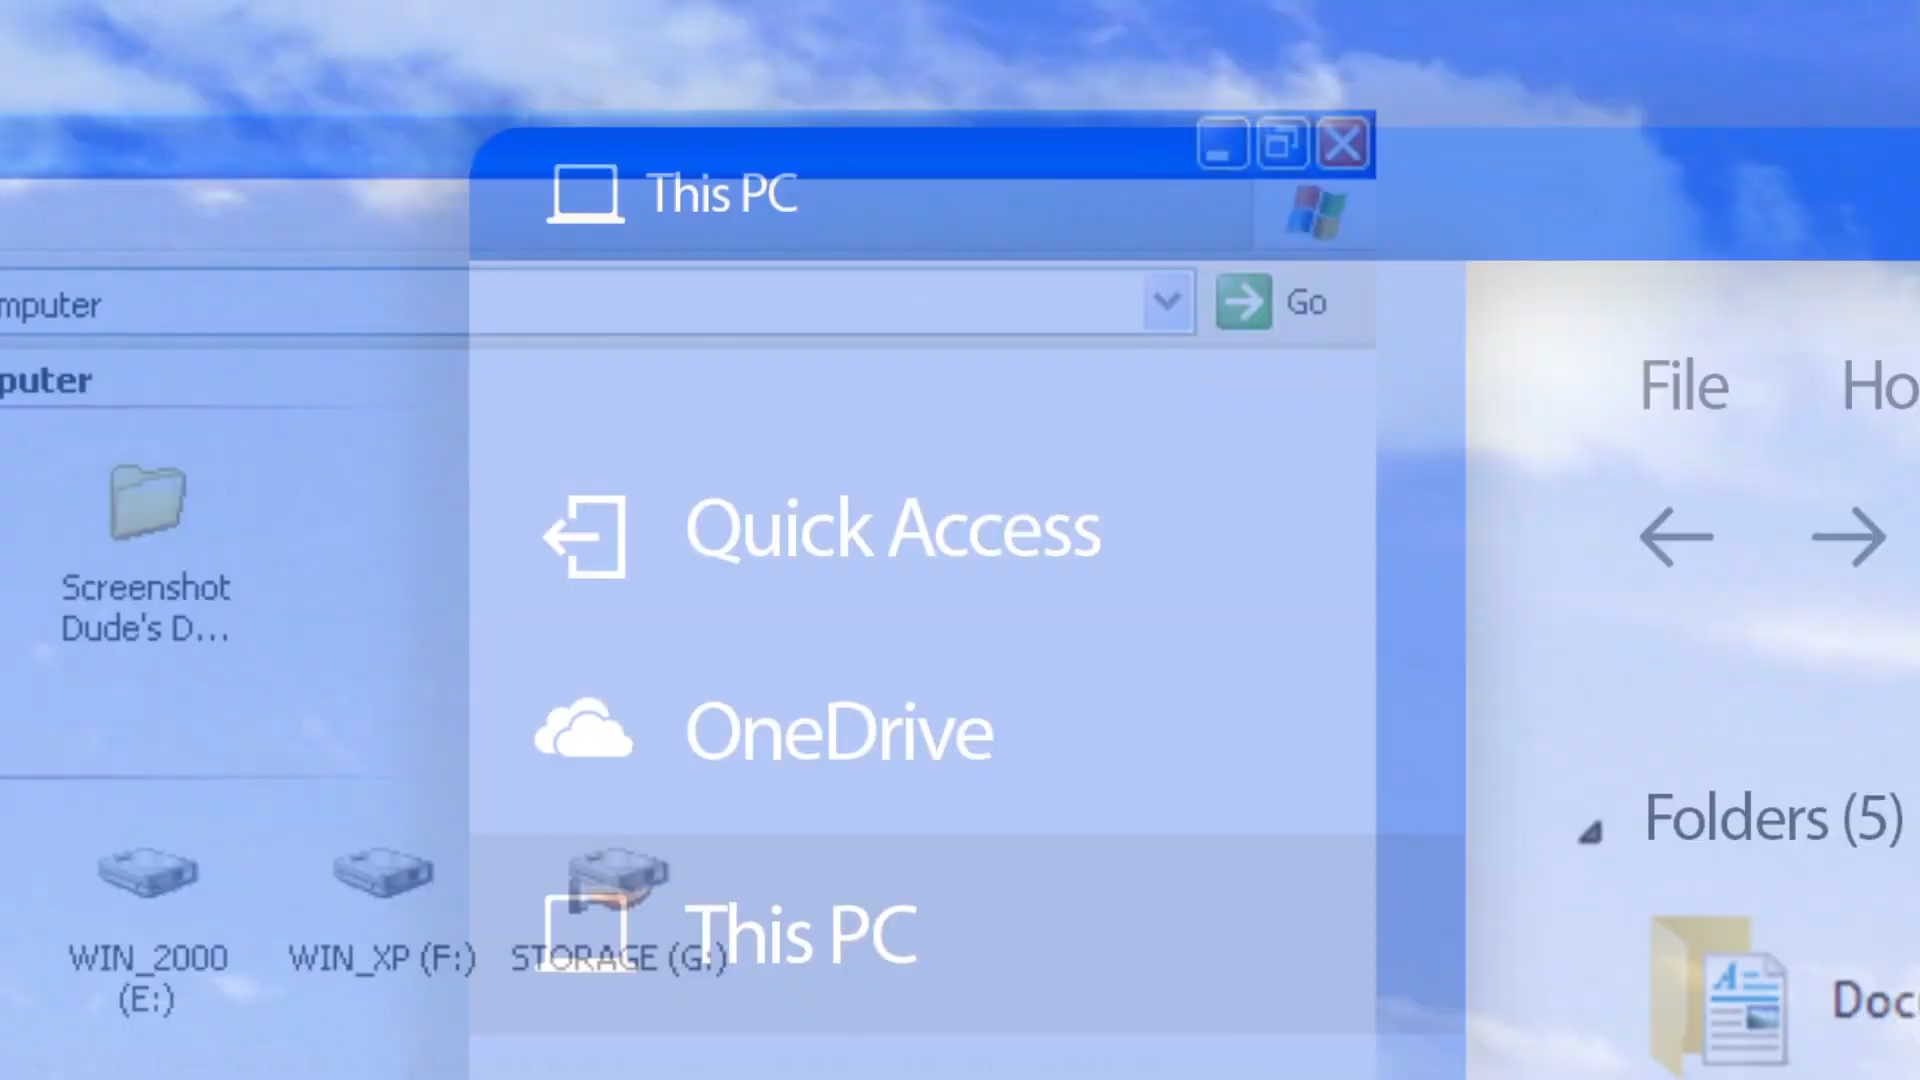 This PC
mputer
Go
puter
File Ho
Quick Access
Screenshot
Dude's D...
OneDrive
Folders (5)
This PC
WIN_2000
(E:)
WIN_XP (F:)
STORAGE (G:)
Doc